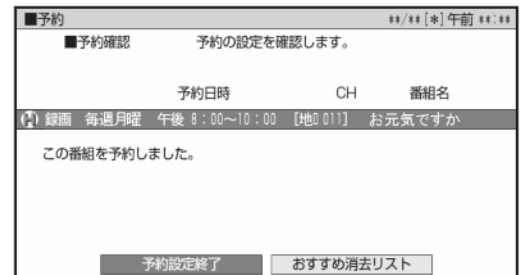 ■予約 **/**[*]午前 **:**
■予約確認 予約の設定を確認します。
予約日時 CH 番組名
録画 毎週月曜 午後 8:00～10:00 [地D 011] お元気ですか
この番組を予約しました。
予約設定終了 おすすめ消去リスト